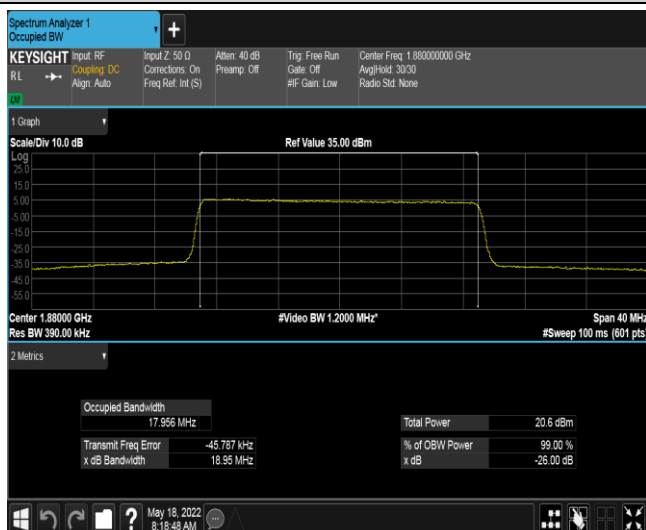 Spectrum Analyzer 1
Occupied BW
+
KEYSIGHT
RL
LNI
Input: RF
Coupling: DC
Align: Auto
Input Z: 50 Ω
Corrections: On
Freq Ref: Int (S)
Atten: 40 dB
Preamp: Off
Trig: Free Run
Gate: Off
#IF Gain: Low
Center Freq: 1.880000000 GHz
Avg|Hold: 30/30
Radio Std: None
1 Graph
Scale/Div 10.0 dB
Ref Value 35.00 dBm
Log
25.0
15.0
5.00
-5.00
-15.0
-25.0
-35.0
-45.0
-55.0
Center 1.88000 GHz
#Video BW 1.2000 MHz*
Span 40 MHz
Res BW 390.00 kHz
#Sweep 100 ms (601 pts)
2 Metrics
Occupied Bandwidth
17.956 MHz
Total Power 20.6 dBm
Transmit Freq Error -45.787 kHz
% of OBW Power 99.00 %
x dB Bandwidth 18.95 MHz
x dB -26.00 dB
?
May 18, 2022
8:18:48 AM